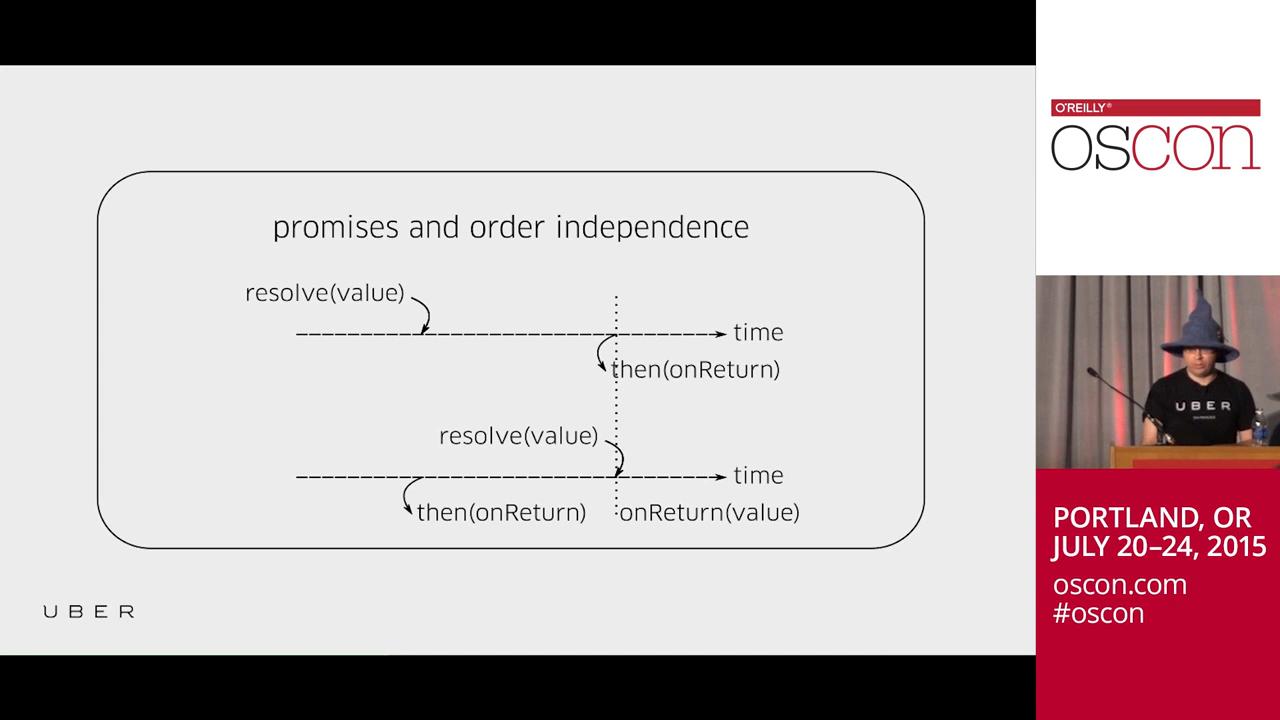 promises and order independence
resolve(value)
time
then(onReturn)
resolve(value)
time
then(onReturn)
onReturn(value)
UBER
O'REILLY®
oscon
UBER
PORTLAND, OR
JULY 20–24, 2015
oscon.com
#oscon